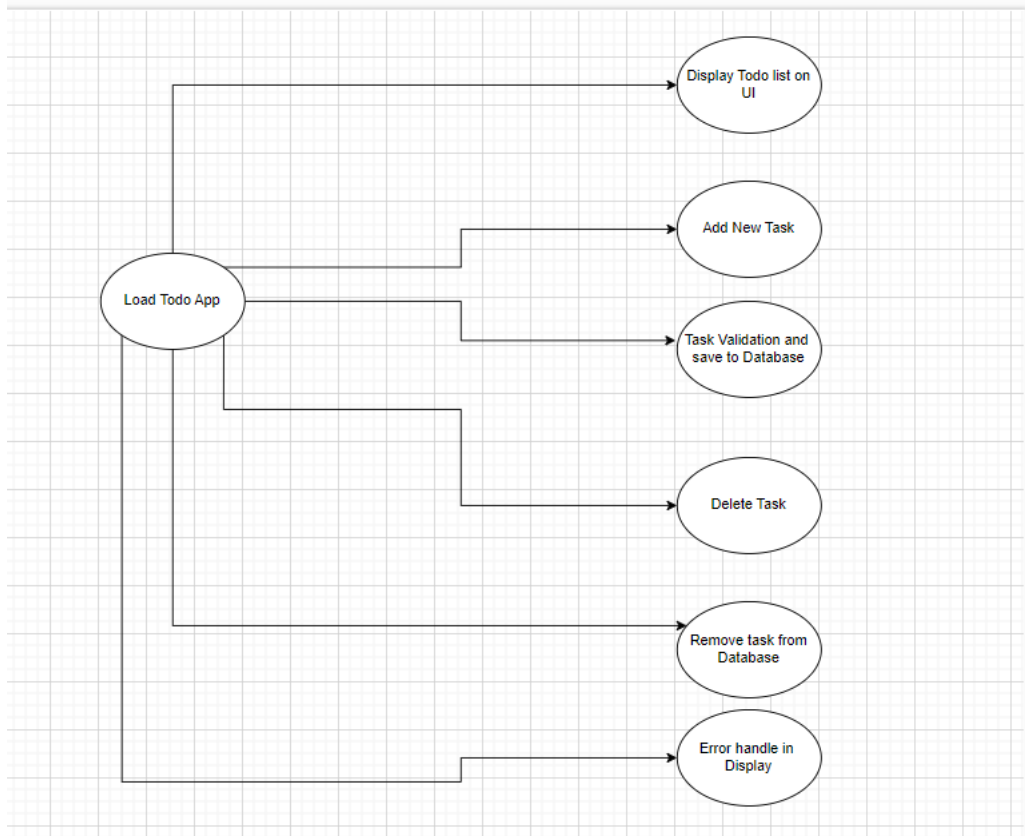 Display Todo list on
UI
Add New Task
Load Todo App
Task Validation and
save to Database
Delete Task
Remove task from
Database
Error handle in
Display